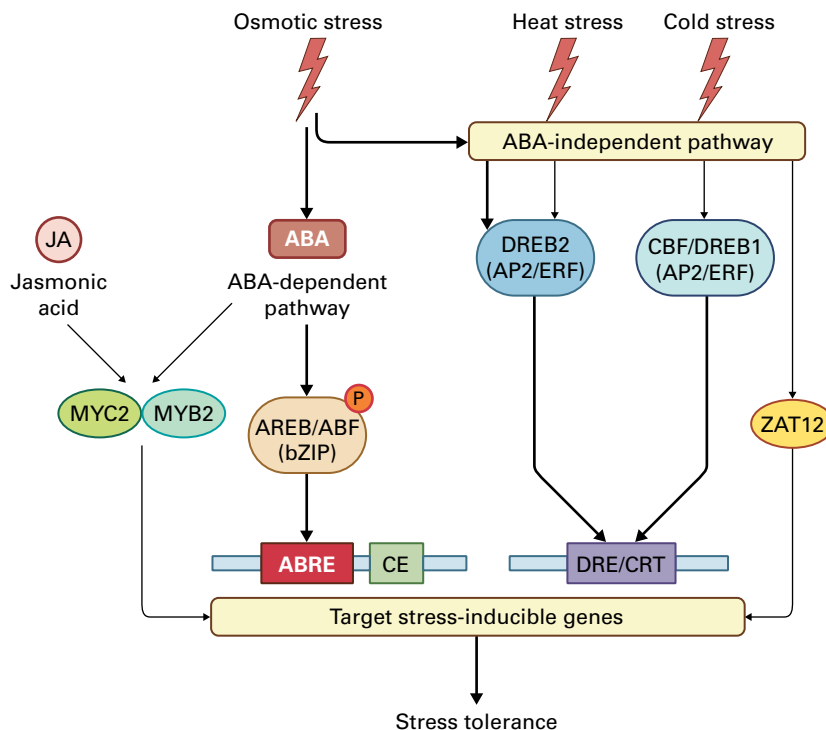 Osmotic stress
Heat stress
Cold stress
ABA-independent pathway
JA
Jasmonic
acid
ABA
ABA-dependent
pathway
DREB2
(AP2/ERF)
CBF/DREB1
(AP2/ERF)
MYC2
MYB2
P
AREB/ABF
(bZIP)
ZAT12
ABRE
CE
DRE/CRT
Target stress-inducible genes
Stress tolerance